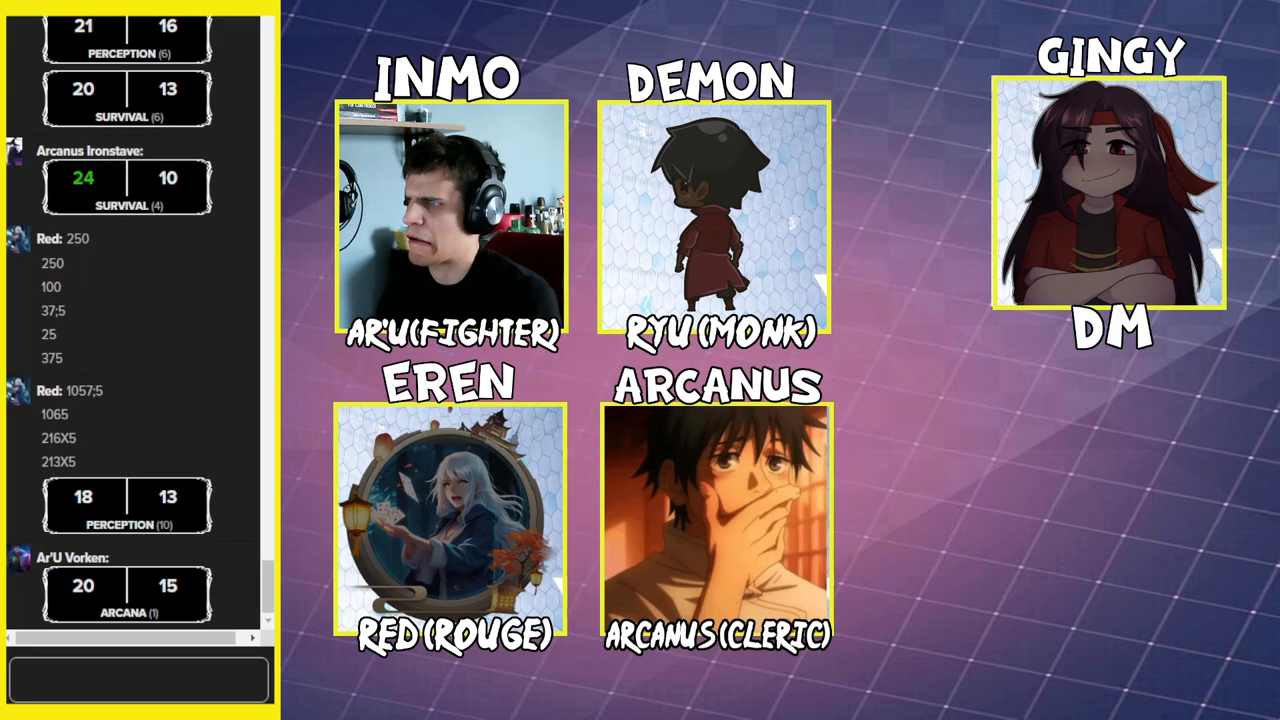 21 16
PERCEPTION (6)
20 13
SURVIVAL (6)
Arcanus Ironstave:
24 10
SURVIVAL (4)
Red: 250
250
100
37;5
25
375
Red: 1057;5
1065
216X5
213X5
18 13
PERCEPTION (10)
Ar'U Vorken:
20 15
ARCANA (1)
INMO
AR'U(FIGHTER)
DEMON
RYU(MONK)
GINGY
DM
EREN
RED(ROUGE)
ARCANUS
ARCANUS(CLERIC)